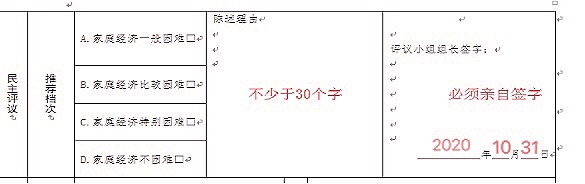 民主评议
推荐档次
A.家庭经济一般困难□
B.家庭经济比较困难□
C.家庭经济特别困难□
D.家庭经济不困难□
陈述理由
不少于30个字
评议小组组长签字：
必须亲自签字
2020年10月31日